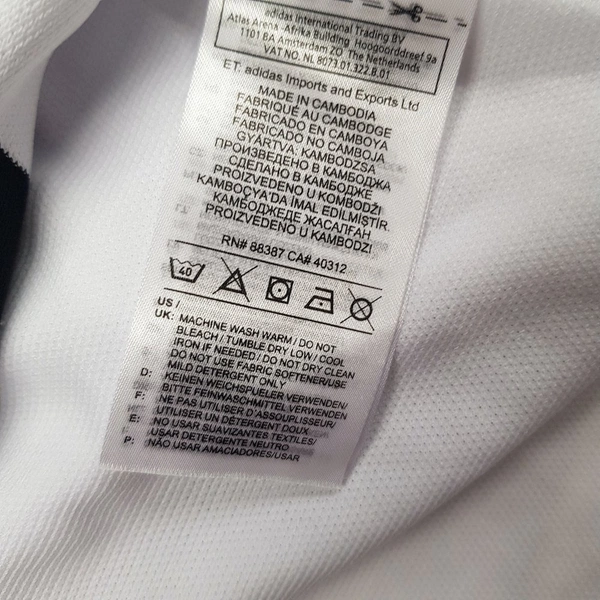 adidas International Trading BV
Atlas Arena -Afrika Building Hoogoorddreef 9a
1101 BA Amsterdam ZO The Netherlands
VAT NO. NL 8073.01.322.B.01
ET. adidas Imports and Exports Ltd
MADE IN CAMBODIA
FABRIQUÉ AU CAMBODGE
FABRICADO EN CAMBOYA
FABRICADO NO CAMBOJA
GYÁRTVA: KAMBODZSA
ПРОИЗВЕДЕНО В КАМБОДЖА
СДЕЛАНО В КАМБОДЖЕ
PROIZVEDENO U KOMBODŽI
KAMBOÇYA'DA İMAL EDİLMİŞTİR.
КАМБОДЖЕДЕ ЖАСАЛҒАН
PROIZVEDENO U KAMBODZI
RN# 88387 CA# 40312
40
US /
UK: MACHINE WASH WARM / DO NOT
BLEACH / TUMBLE DRY LOW / COOL
IRON IF NEEDED / DO NOT DRY CLEAN
DO NOT USE FABRIC SOFTENER/USE
MILD DETERGENT ONLY
D: KEINEN WEICHSPUELER VERWENDEN/
BITTE FEINWASCHMITTEL VERWENDEN
F: NE PAS UTILISER D'ASSOUPLISSEUR/
UTILISER UN DÉTERGENT DOUX
E: NO USAR SUAVIZANTES TEXTILES/
USAR DETERGENTE NEUTRO
P: NÃO USAR AMACIADORES/USAR